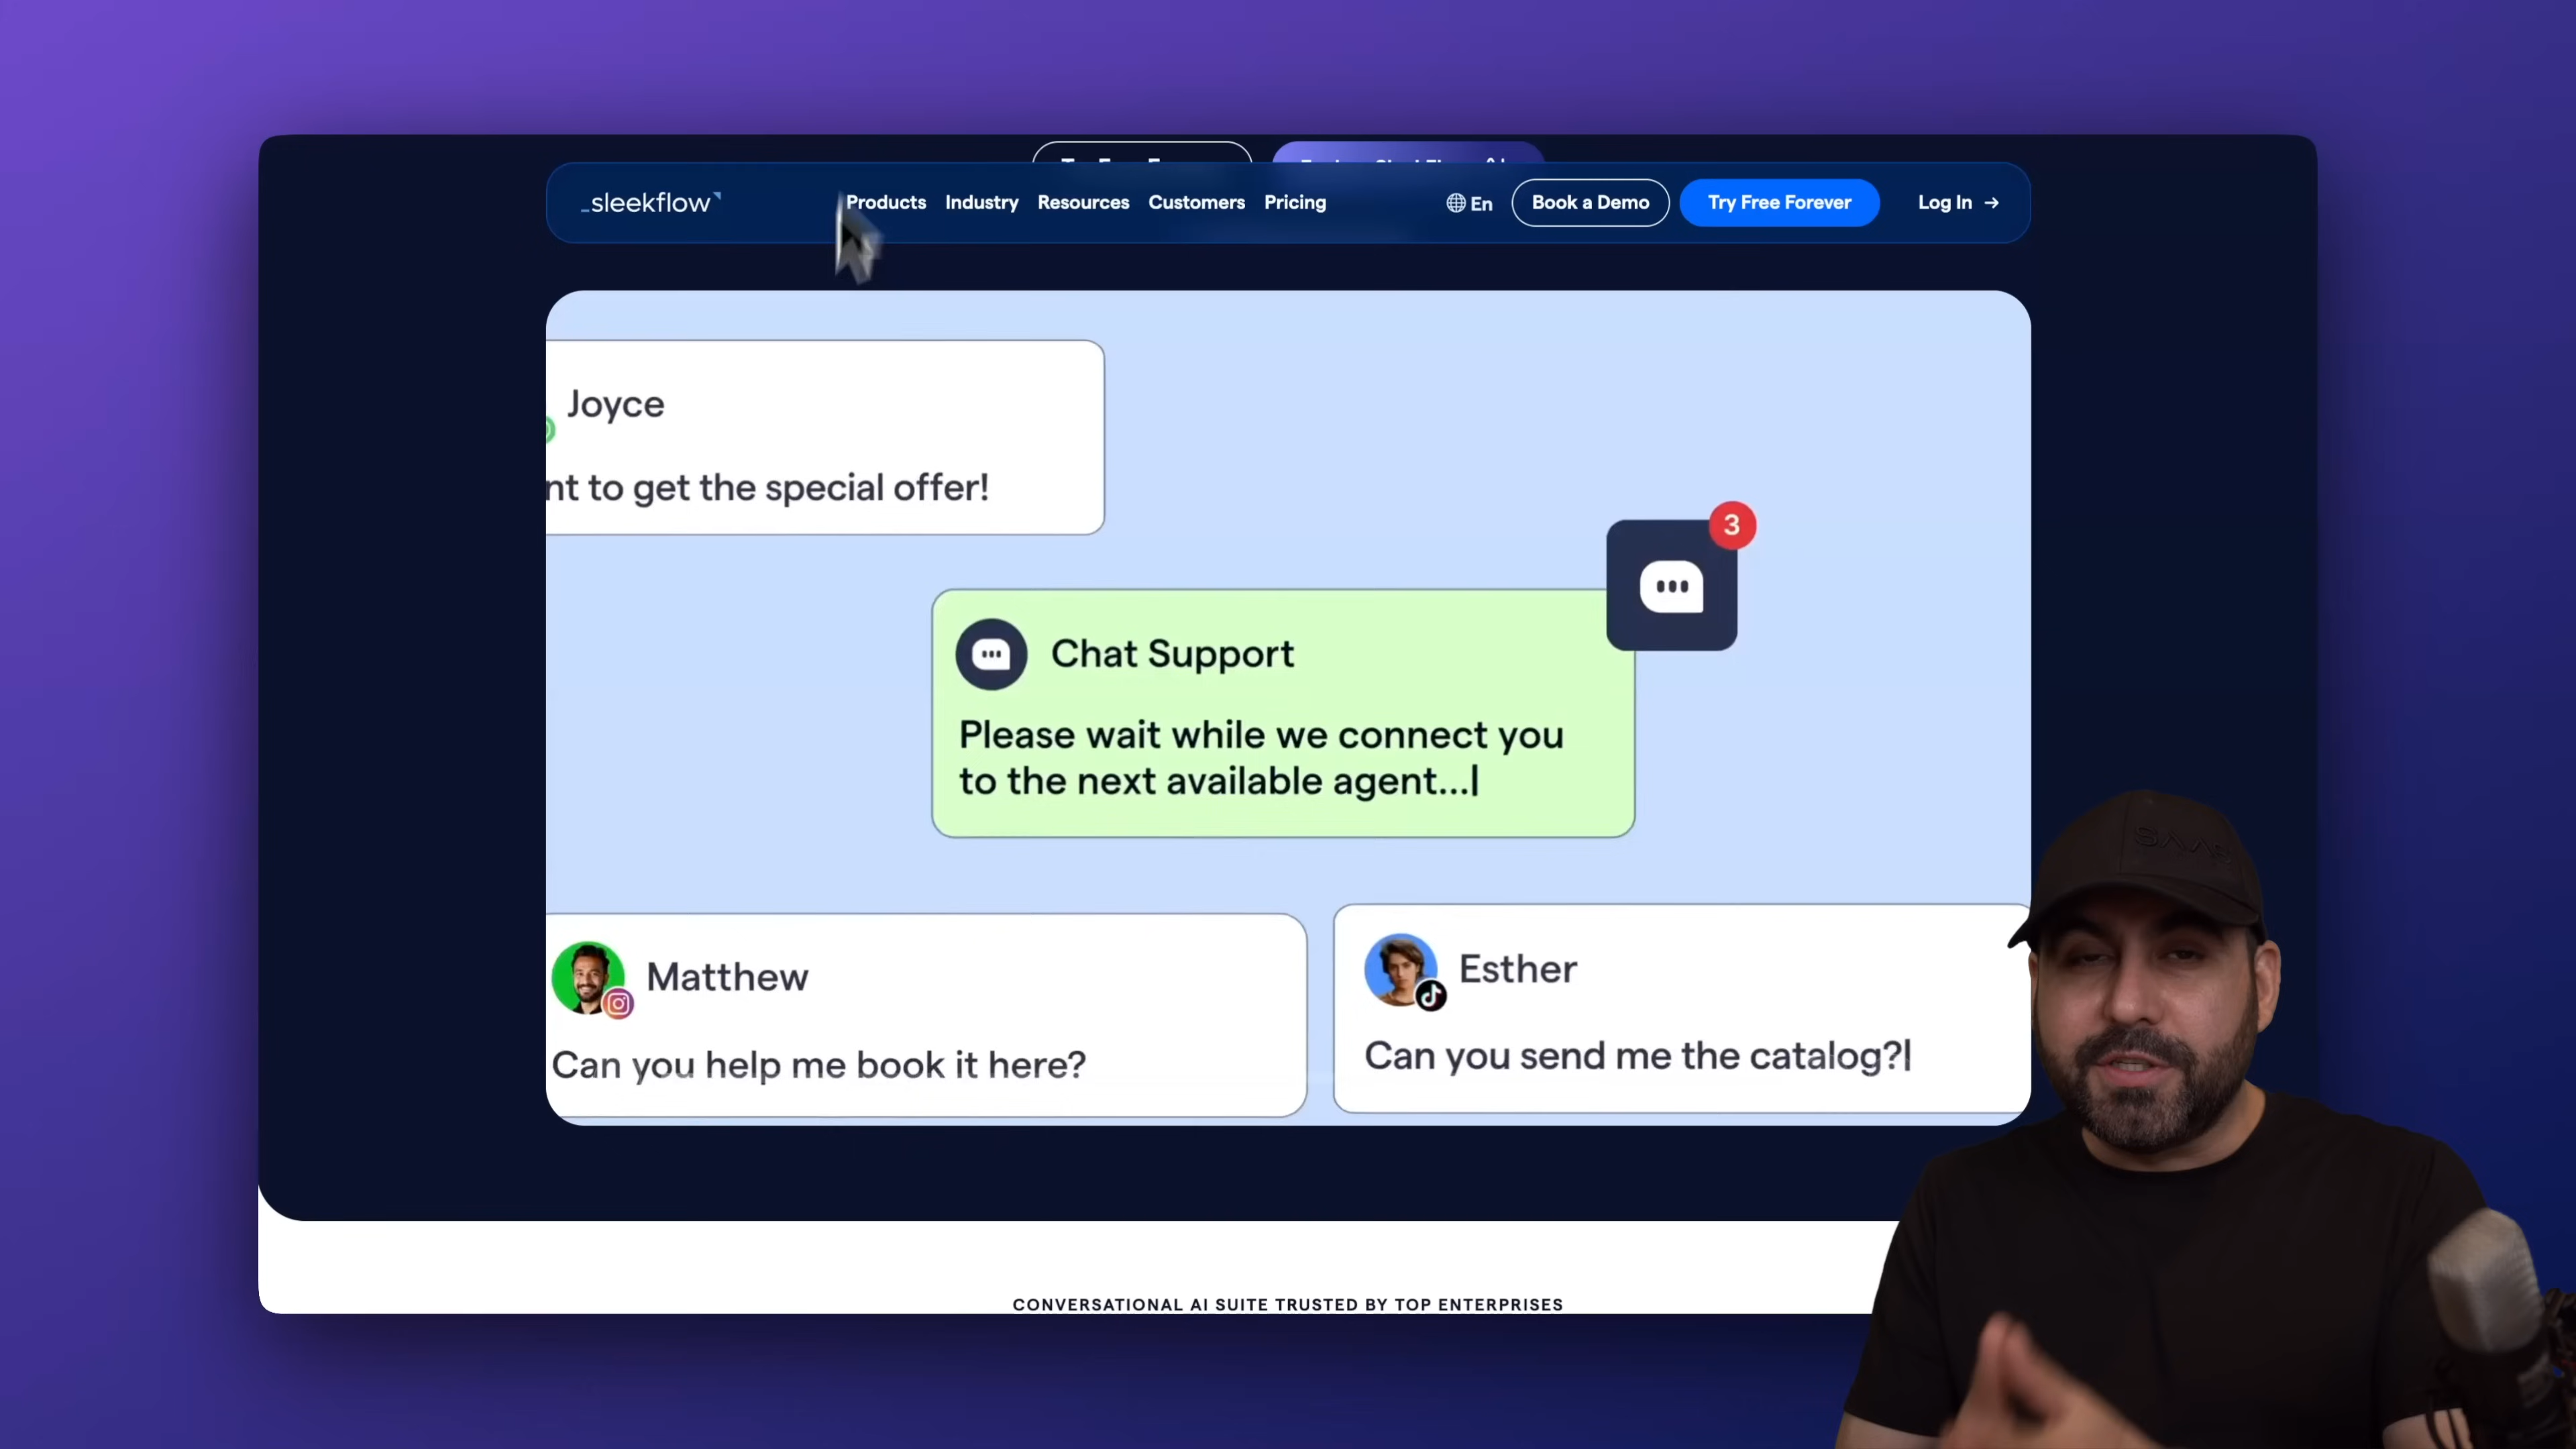 _sleekflow
Products Industry Resources Customers Pricing
En
Book a Demo
Try Free Forever
Log In →
Joyce
nt to get the special offer!
3
Chat Support
Please wait while we connect you
to the next available agent...
Matthew
Can you help me book it here?
Esther
Can you send me the catalog?
CONVERSATIONAL AI SUITE TRUSTED BY TOP ENTERPRISES